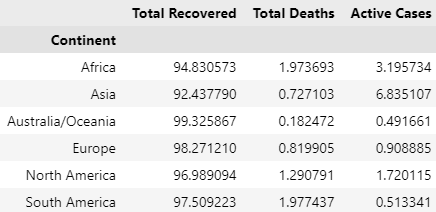 Total Recovered Total Deaths Active Cases
Continent
Africa 94.830573 1.973693 3.195734
Asia 92.437790 0.727103 6.835107
Australia/Oceania 99.325867 0.182472 0.491661
Europe 98.271210 0.819905 0.908885
North America 96.989094 1.290791 1.720115
South America 97.509223 1.977437 0.513341